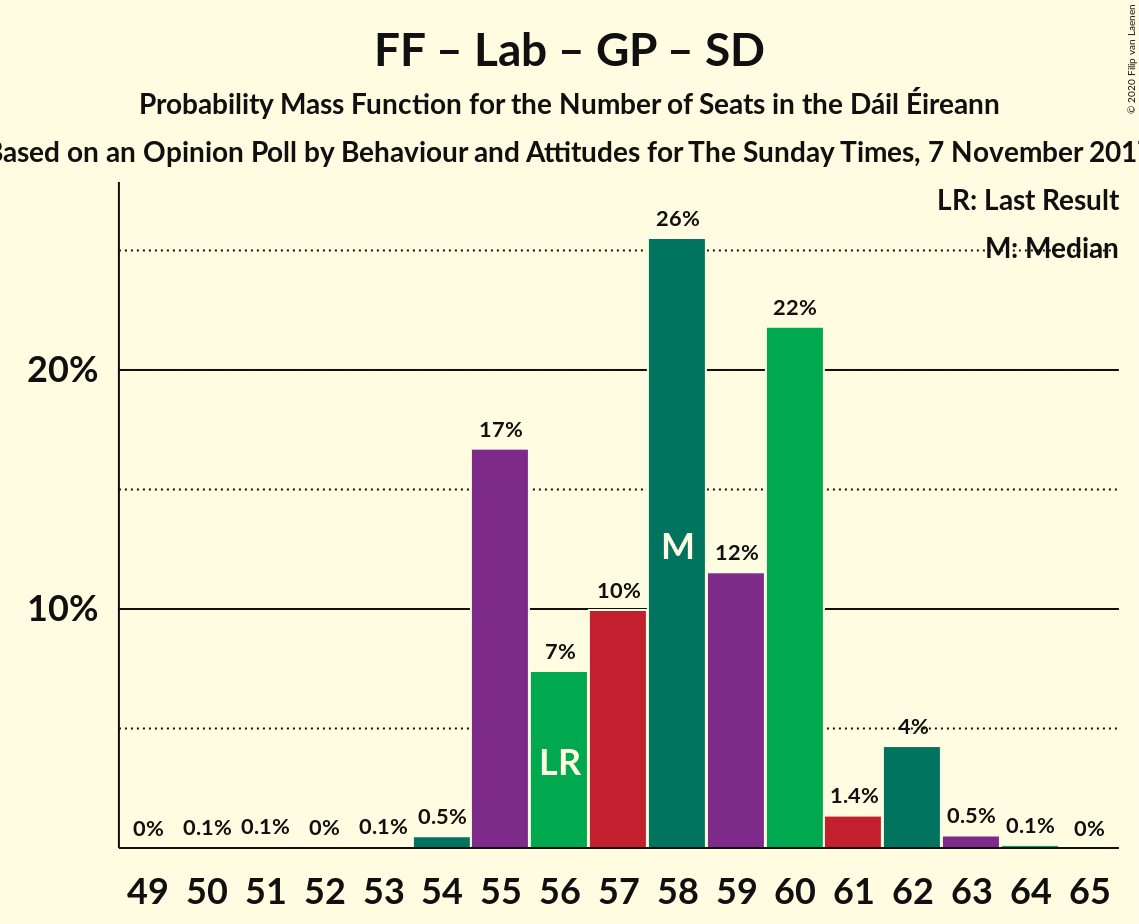 FF – Lab – GP – SD
Probability Mass Function for the Number of Seats in the Dáil Éireann
Based on an Opinion Poll by Behaviour and Attitudes for The Sunday Times, 7 November 2017
© 2020 Filip van Laenen
LR: Last Result
M: Median
26%
22%
20%
17%
M
12%
10%
10%
7%
LR
4%
1.4%
0% 0.1% 0.1% 0% 0.1% 0.5% 0.5% 0.1% 0%
49 50 51 52 53 54 55 56 57 58 59 60 61 62 63 64 65